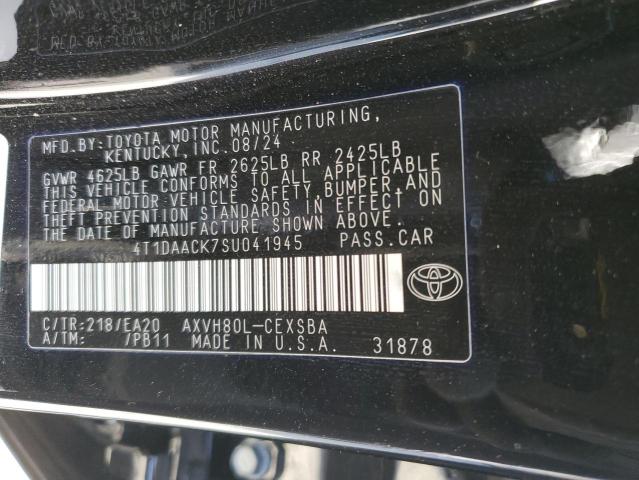 MFD.BY:TOYOTA MOTOR MANUFACTURING,
KENTUCKY, INC.08/24
GVWR 4625LB GAWR FR 2625LB RR 2425LB
THIS VEHICLE CONFORMS TO ALL APPLICABLE
FEDERAL MOTOR VEHICLE SAFETY,BUMPER,AND
THEFT PREVENTION STANDARDS IN EFFECT ON
THE DATE OF MANUFACTURE SHOWN ABOVE.
4T1DAACK7SU041945 PASS.CAR
C/TR:218/EA20 AXVH80L-CEXSBA
A/TM: /PB11 MADE IN U.S.A. 31878